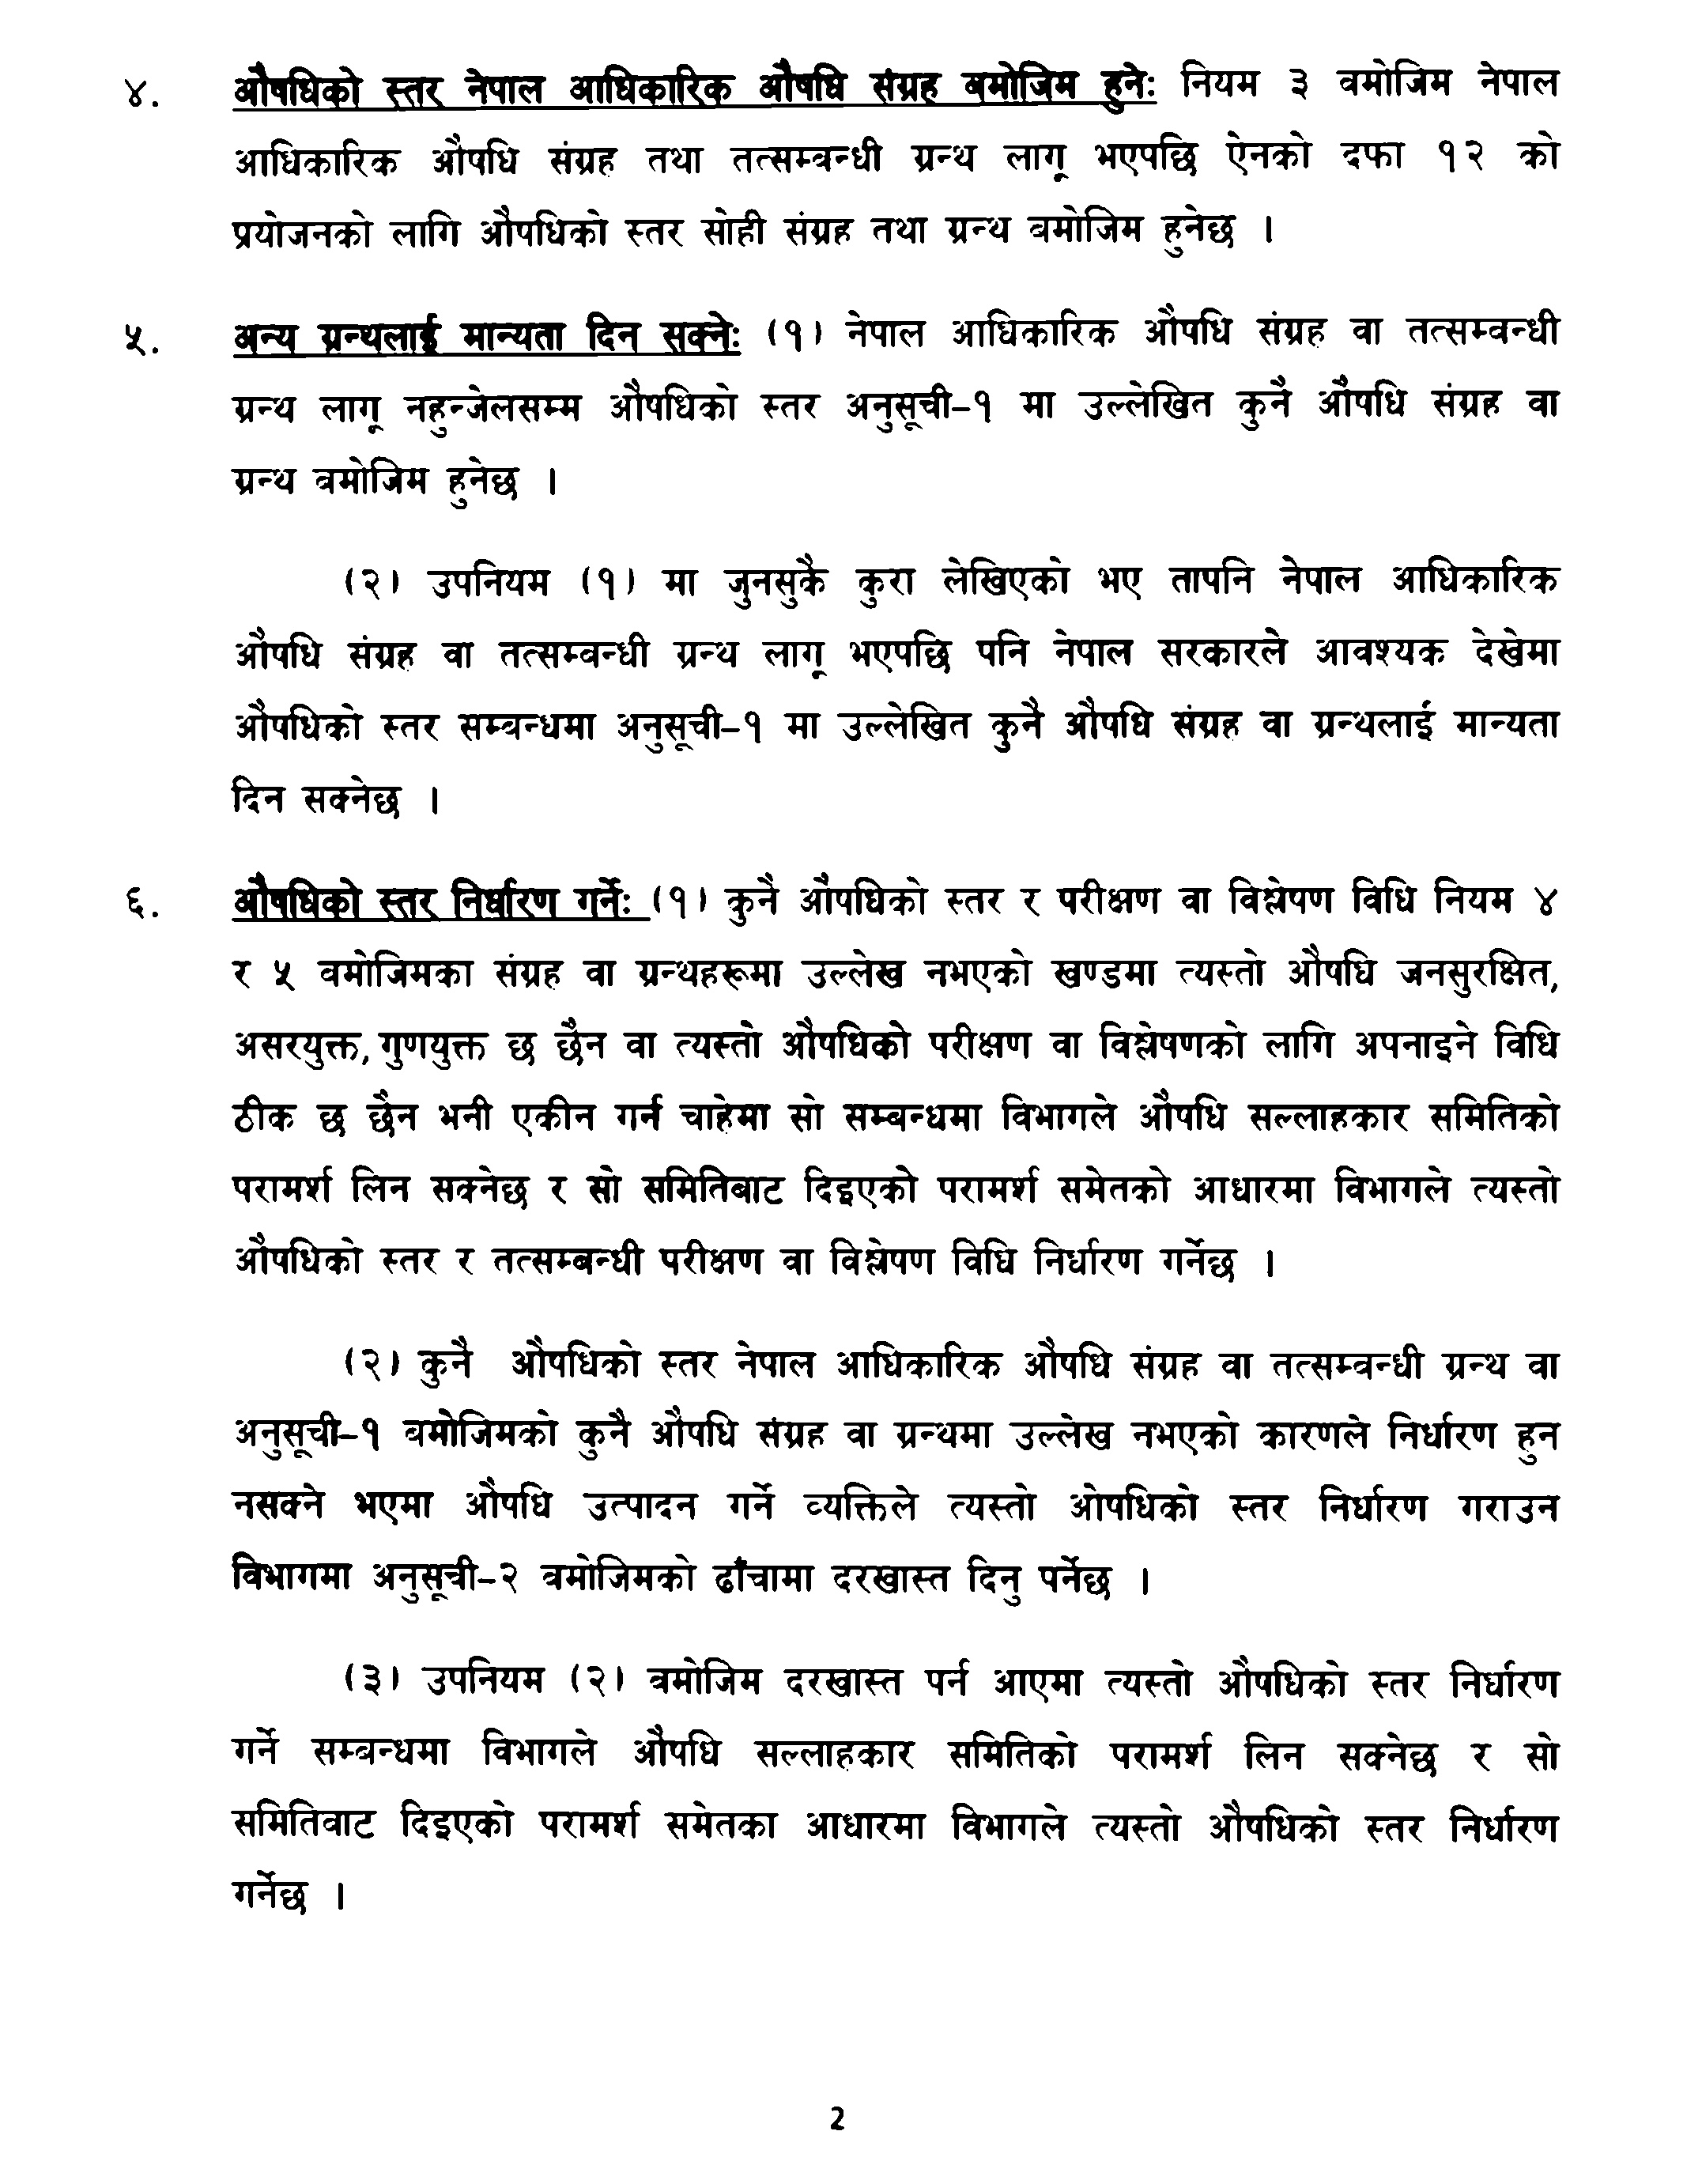 ४. औषधिको स्तर नेपाल आधिकारिक औषधि संग्रह बमोजिम हुनेः नियम ३ बमोजिम नेपाल
आधिकारिक औषधि संग्रह तथा तत्सम्बन्धी ग्रन्थ लागू भएपछि ऐनको दफा १२ को
प्रयोजनको लागि औषधिको स्तर सोही संग्रह तथा ग्रन्थ बमोजिम हुनेछ ।
५. अन्य ग्रन्थलाई मान्यता दिन सक्नेः (१) नेपाल आधिकारिक औषधि संग्रह वा तत्सम्बन्धी
ग्रन्थ लागू नहुन्जेलसम्म औषधिको स्तर अनुसूची–१ मा उल्लेखित कुनै औषधि संग्रह वा
ग्रन्थ बमोजिम हुनेछ ।
(२) उपनियम (१) मा जुनसुकै कुरा लेखिएको भए तापनि नेपाल आधिकारिक
औषधि संग्रह वा तत्सम्बन्धी ग्रन्थ लागू भएपछि पनि नेपाल सरकारले आवश्यक देखेमा
औषधिको स्तर सम्बन्धमा अनुसूची–१ मा उल्लेखित कुनै औषधि संग्रह वा ग्रन्थलाई मान्यता
दिन सक्नेछ ।
६. औषधिको स्तर निर्धारण गर्नेः (१) कुनै औषधिको स्तर र परीक्षण वा विश्लेषण विधि नियम ४
र ५ बमोजिमका संग्रह वा ग्रन्थहरूमा उल्लेख नभएको खण्डमा त्यस्तो औषधि जनसुरक्षित,
असरयुक्त, गुणयुक्त छ छैन वा त्यस्तो औषधिको परीक्षण वा विश्लेषणको लागि अपनाइने विधि
ठीक छ छैन भनी एकीन गर्न चाहेमा सो सम्बन्धमा विभागले औषधि सल्लाहकार समितिको
परामर्श लिन सक्नेछ र सो समितिबाट दिइएको परामर्श समेतको आधारमा विभागले त्यस्तो
औषधिको स्तर र तत्सम्बन्धी परीक्षण वा विश्लेषण विधि निर्धारण गर्नेछ ।
(२) कुनै औषधिको स्तर नेपाल आधिकारिक औषधि संग्रह वा तत्सम्बन्धी ग्रन्थ वा
अनुसूची–१ बमोजिमको कुनै औषधि संग्रह वा ग्रन्थमा उल्लेख नभएको कारणले निर्धारण हुन
नसक्ने भएमा औषधि उत्पादन गर्ने व्यक्तिले त्यस्तो ओषधिको स्तर निर्धारण गराउन
विभागमा अनुसूची–२ बमोजिमको ढाँचामा दरखास्त दिनु पर्नेछ ।
(३) उपनियम (२) बमोजिम दरखास्त पर्न आएमा त्यस्तो औषधिको स्तर निर्धारण
गर्ने सम्बन्धमा विभागले औषधि सल्लाहकार समितिको परामर्श लिन सक्नेछ र सो
समितिबाट दिइएको परामर्श समेतका आधारमा विभागले त्यस्तो औषधिको स्तर निर्धारण
गर्नेछ ।
2